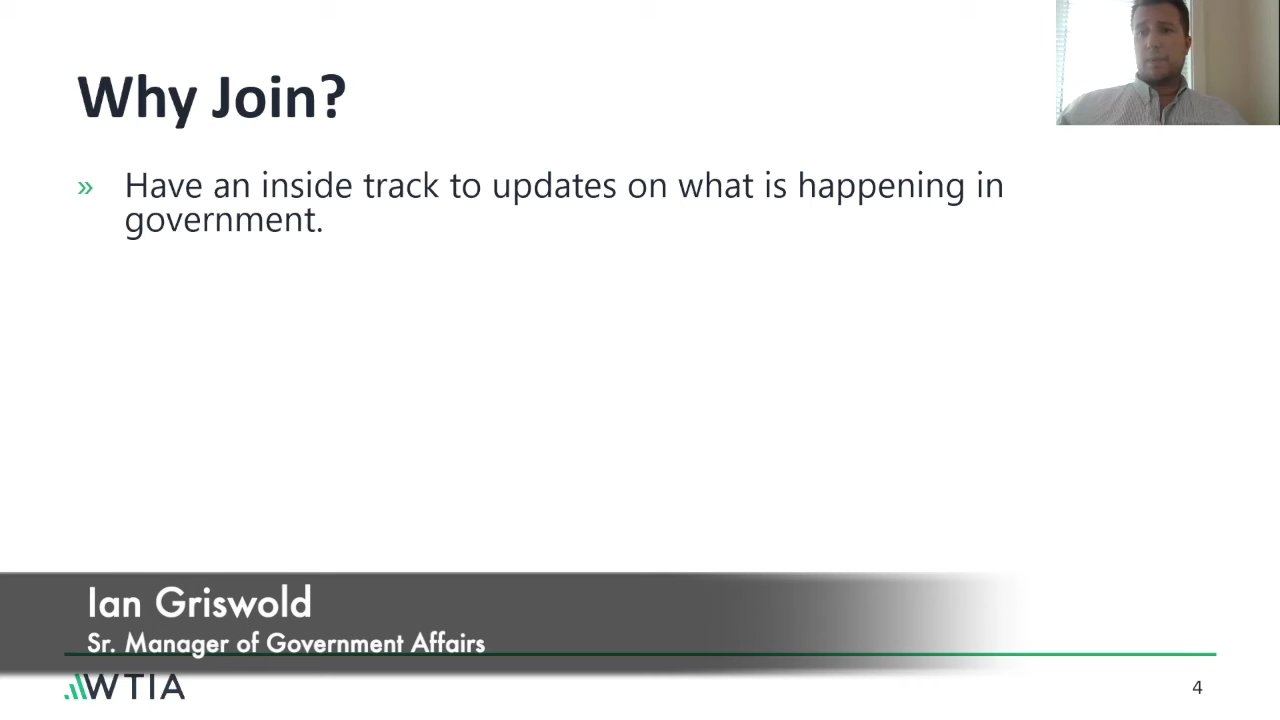 Why Join?
» Have an inside track to updates on what is happening in
government.
Ian Griswold
Sr. Manager of Government Affairs
WTIA
4